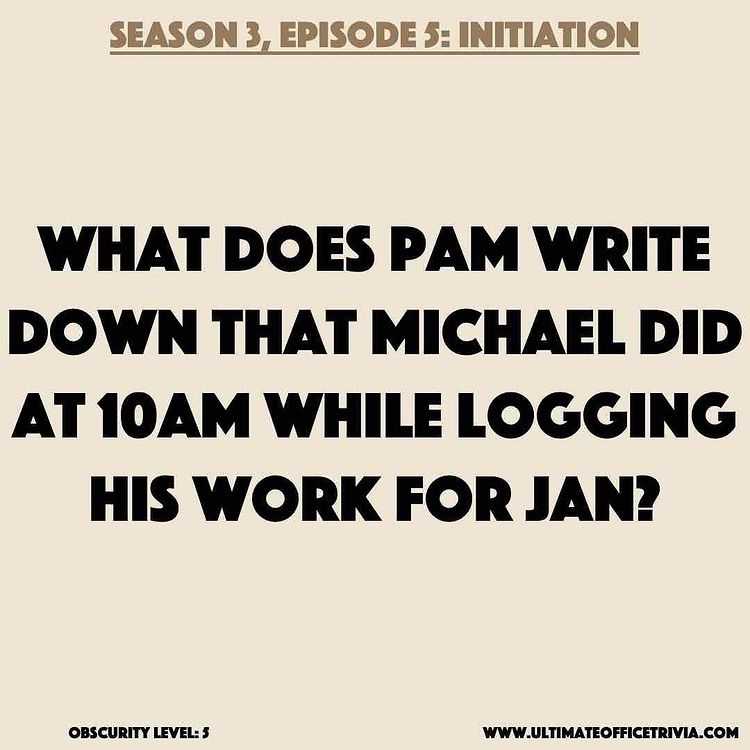 SEASON 3, EPISODE 5: INITIATION
WHAT DOES PAM WRITE
DOWN THAT MICHAEL DID
AT 10AM WHILE LOGGING
HIS WORK FOR JAN?
OBSCURITY LEVEL: 5
WWW.ULTIMATEOFFICETRIVIA.COM